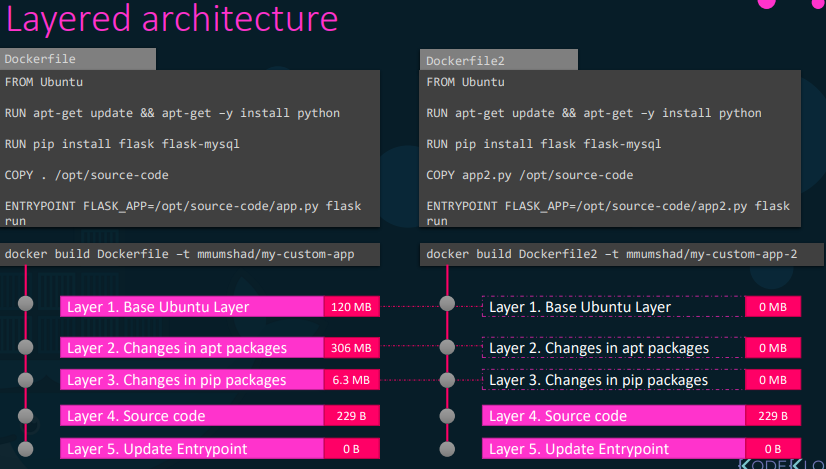 Layered architecture
Dockerfile
FROM Ubuntu
RUN apt-get update && apt-get –y install python
RUN pip install flask flask-mysql
COPY . /opt/source-code
ENTRYPOINT FLASK_APP=/opt/source-code/app.py flask
run
docker build Dockerfile –t mmumshad/my-custom-app
Layer 1. Base Ubuntu Layer 120 MB
Layer 2. Changes in apt packages 306 MB
Layer 3. Changes in pip packages 6.3 MB
Layer 4. Source code 229 B
Layer 5. Update Entrypoint 0 B
Dockerfile2
FROM Ubuntu
RUN apt-get update && apt-get –y install python
RUN pip install flask flask-mysql
COPY app2.py /opt/source-code
ENTRYPOINT FLASK_APP=/opt/source-code/app2.py flask
run
docker build Dockerfile2 –t mmumshad/my-custom-app-2
Layer 1. Base Ubuntu Layer 0 MB
Layer 2. Changes in apt packages 0 MB
Layer 3. Changes in pip packages 0 MB
Layer 4. Source code 229 B
Layer 5. Update Entrypoint 0 B